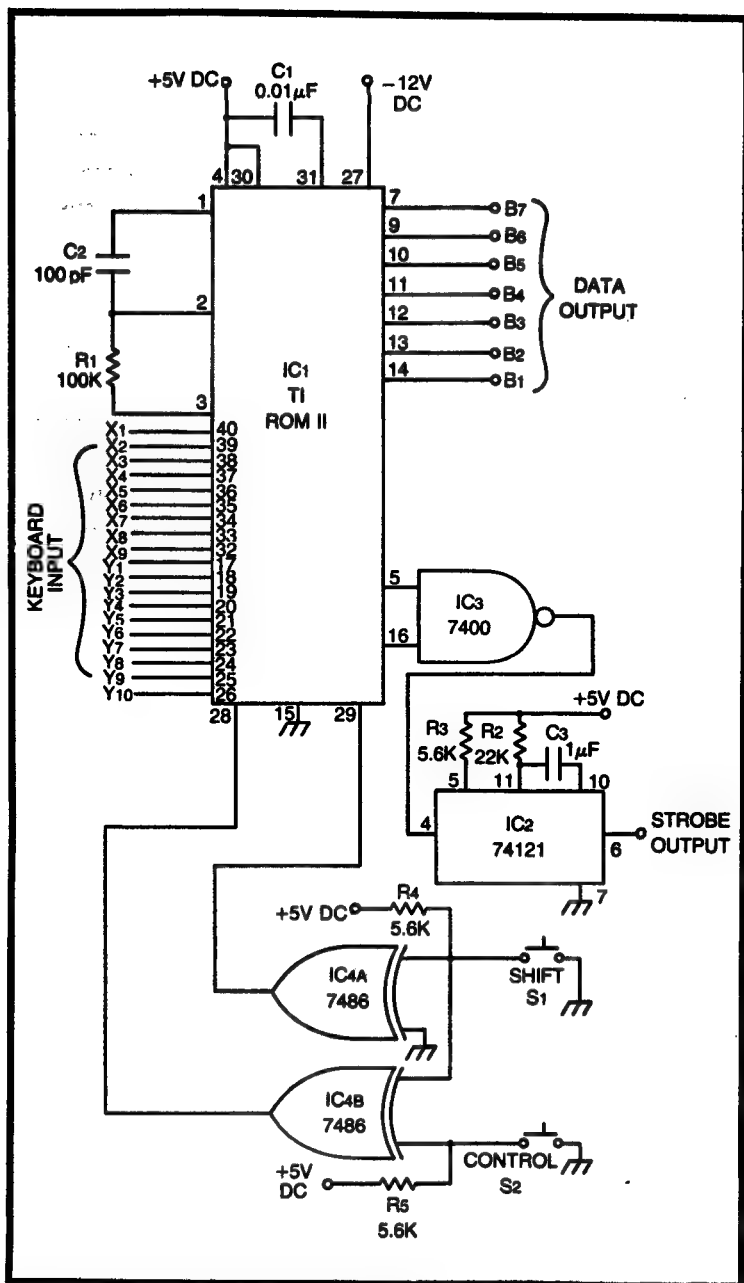 +5V DC
C1
0.01μF
-12V
DC
4 30 31 27
1
C2
100 pF
2
R1
100K
3
IC1
TI
ROM II
7 B7
9 B6
10 B5
11 B4
12 B3
13 B2
14 B1
DATA
OUTPUT
KEYBOARD
INPUT
X1 40
X2 39
X3 38
X4 37
X5 36
X6 35
X7 34
X8 33
X9 32
Y1 17
Y2 18
Y3 19
Y4 20
Y5 21
Y6 22
Y7 23
Y8 24
Y9 25
Y10 26
28 15 29
5
16
IC3
7400
+5V DC
R3
5.6K
R2
22K
C3
1μF
5 11 10
4
IC2
74121
6
7
STROBE
OUTPUT
+5V DC
R4
5.6K
IC4A
7486
SHIFT
S1
IC4B
7486
CONTROL
S2
+5V
DC
R5
5.6K